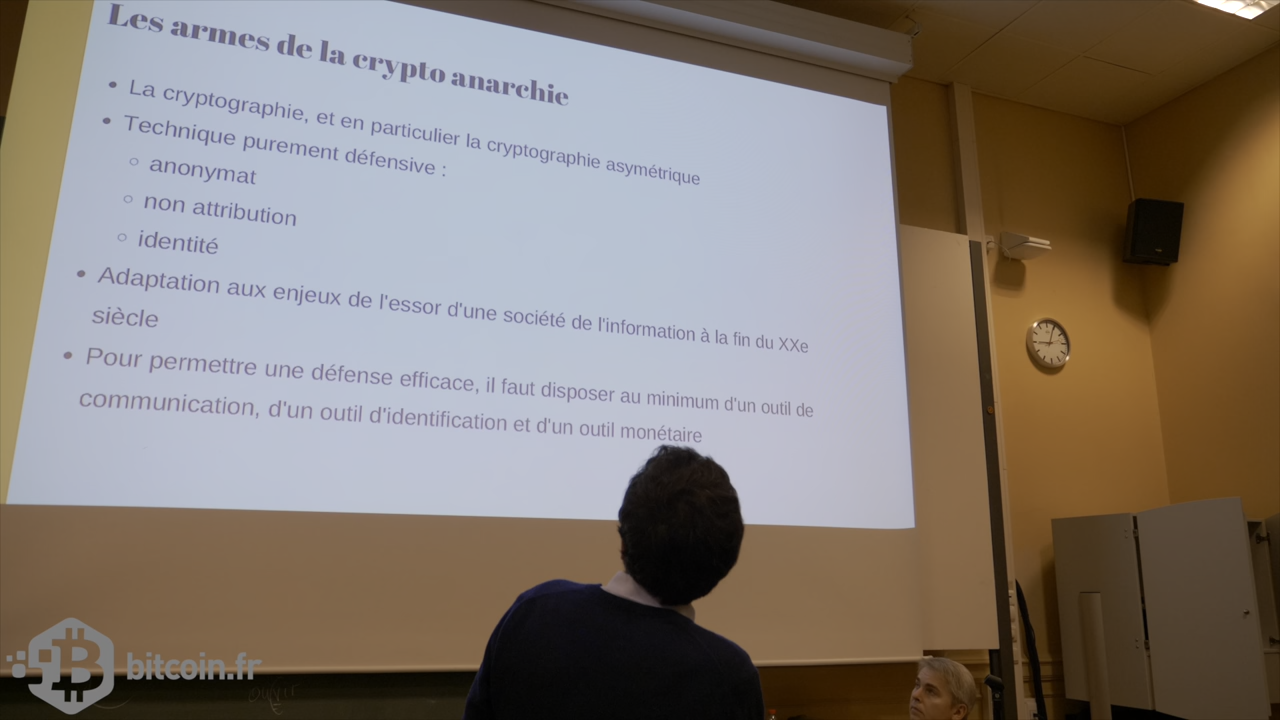 Les armes de la crypto anarchie
• La cryptographie, et en particulier la cryptographie asymétrique
• Technique purement défensive :
○ anonymat
○ non attribution
○ identité
• Adaptation aux enjeux de l'essor d'une société de l'information à la fin du XXe
siècle
• Pour permettre une défense efficace, il faut disposer au minimum d'un outil de
communication, d'un outil d'identification et d'un outil monétaire
bitcoin.fr